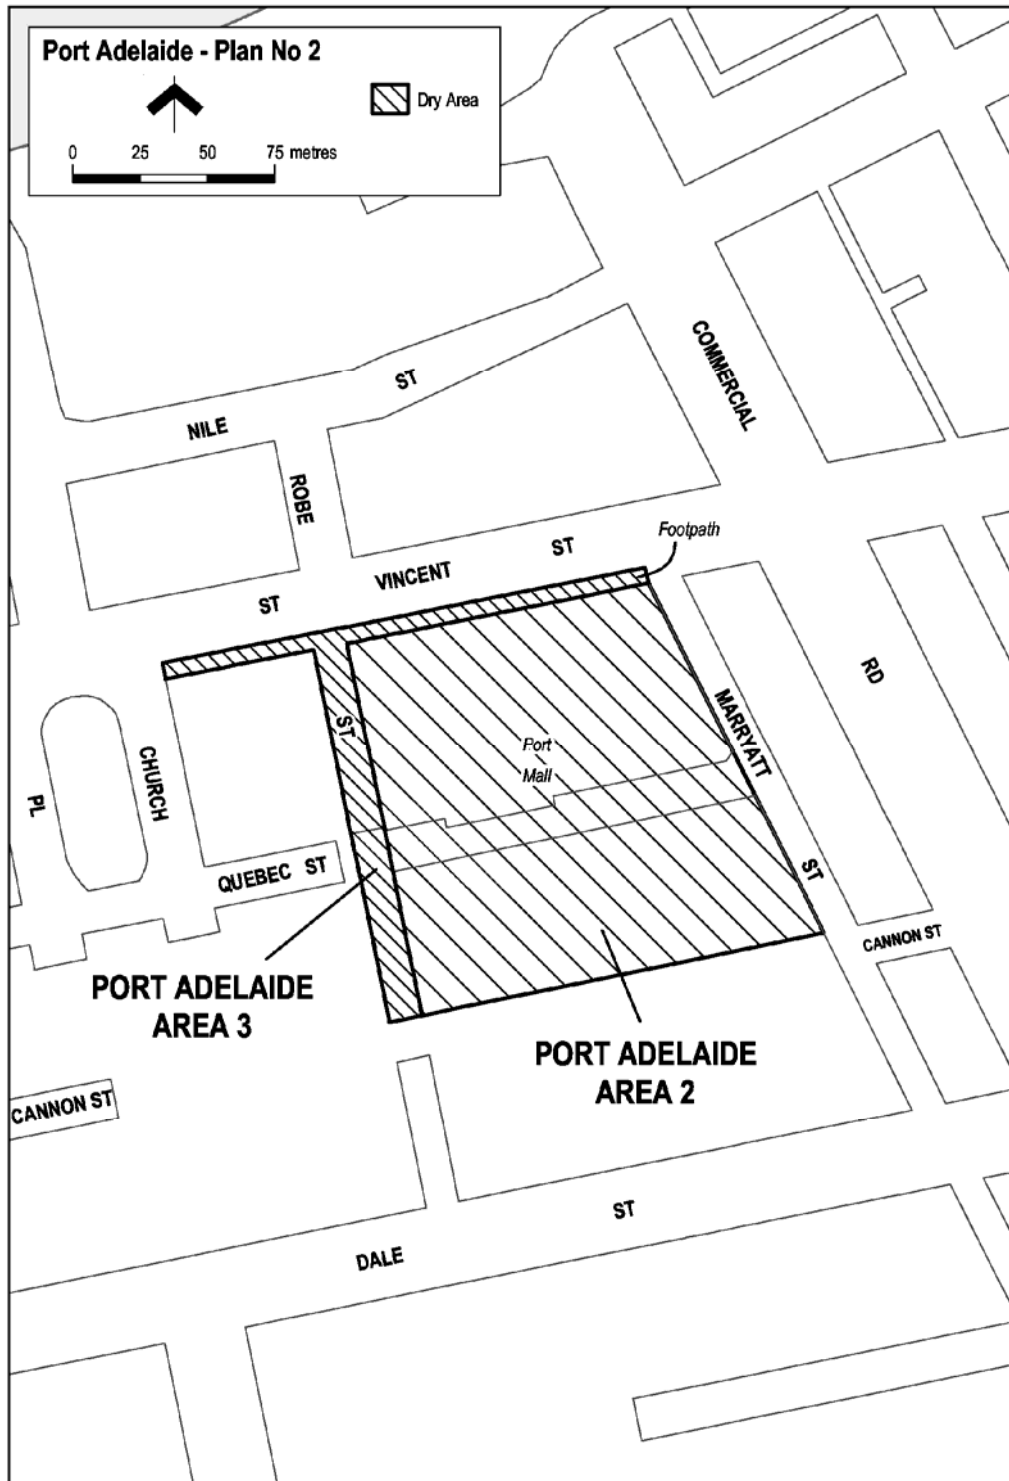 Port Adelaide - Plan No 2
Dry Area
0 25 50 75 metres
COMMERCIAL
ST
NILE
ROBE
Footpath
ST
VINCENT
ST
RD
MARRYATT
ST
Port
Mall
CHURCH
PL
ST
QUEBEC ST
CANNON ST
PORT ADELAIDE
AREA 3
PORT ADELAIDE
AREA 2
CANNON ST
ST
DALE